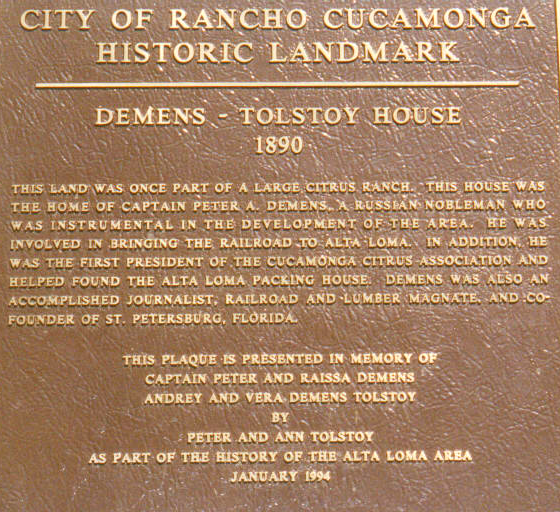 CITY OF RANCHO CUCAMONGA
HISTORIC LANDMARK
DEMENS - TOLSTOY HOUSE
1890
THIS LAND WAS ONCE PART OF A LARGE CITRUS RANCH. THIS HOUSE WAS
THE HOME OF CAPTAIN PETER A. DEMENS, A RUSSIAN NOBLEMAN WHO
WAS INSTRUMENTAL IN THE DEVELOPMENT OF THE AREA. HE WAS
INVOLVED IN BRINGING THE RAILROAD TO ALTA LOMA. IN ADDITION, HE
WAS THE FIRST PRESIDENT OF THE CUCAMONGA CITRUS ASSOCIATION AND
HELPED FOUND THE ALTA LOMA PACKING HOUSE. DEMENS WAS ALSO AN
ACCOMPLISHED JOURNALIST, RAILROAD AND LUMBER MAGNATE, AND CO-
FOUNDER OF ST. PETERSBURG, FLORIDA.
THIS PLAQUE IS PRESENTED IN MEMORY OF
CAPTAIN PETER AND RAISSA DEMENS
ANDREY AND VERA DEMENS TOLSTOY
BY
PETER AND ANN TOLSTOY
AS PART OF THE HISTORY OF THE ALTA LOMA AREA
JANUARY 1994